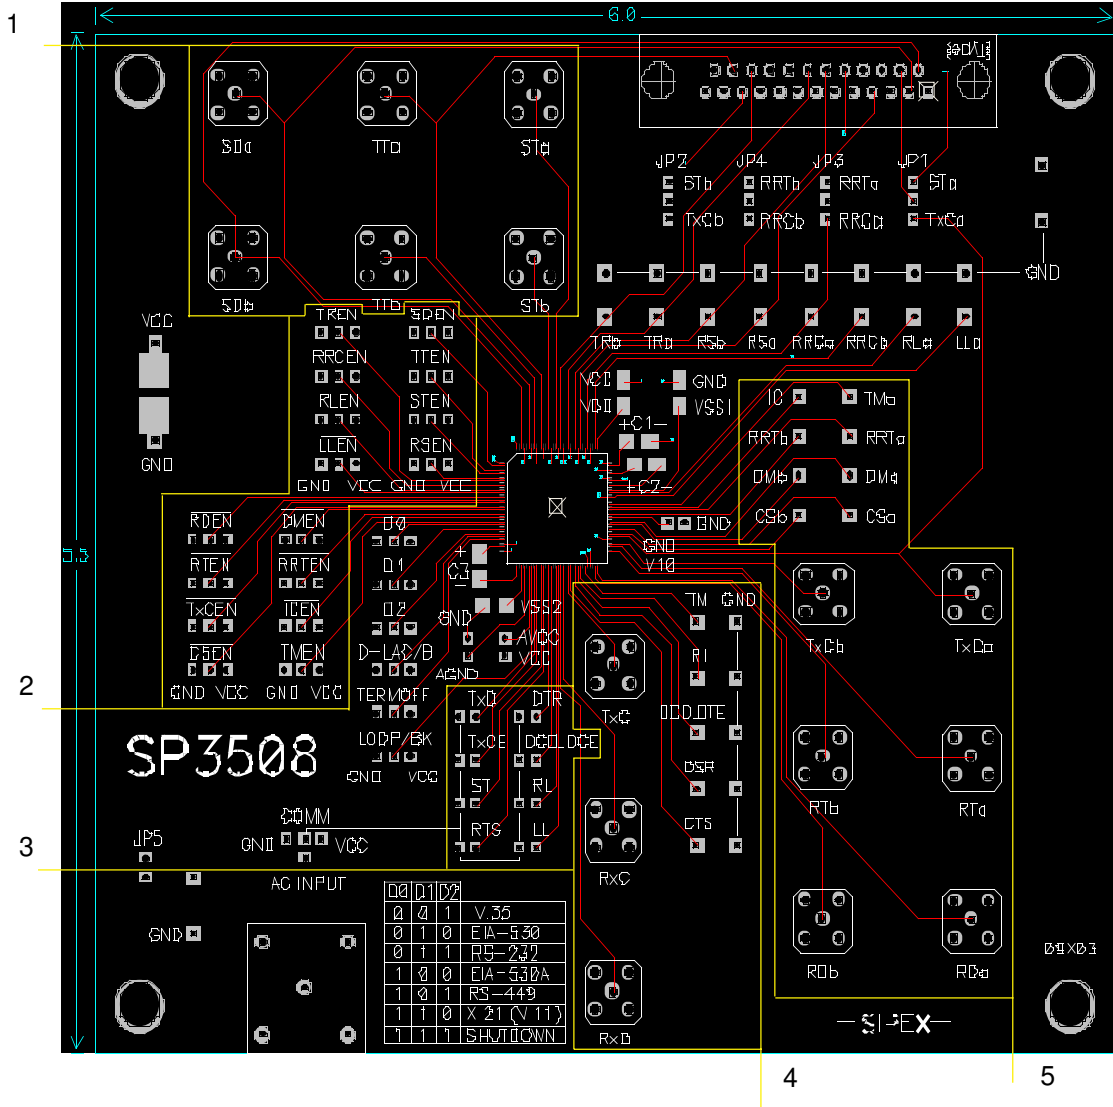 1
6.0
SDa TTa STa
JP2 JP4 JP3 JP1
STb RRTb RRTa STa
TxCb RRCb RRCa TxCa
SDb TTb STb
GND
VCC
TREN SREN
TRb TRa RSb RSa RRCa RRCb RLa LLa
RRCEN TTEN
VCC GND
RLEN STEN
IC TMa
VSS1
+C1-
LLEN RSEN
RRTb RRTa
GND
GND VCC GND VCC
+C2-
DMb DMa
RDEN DMEN D0
CSb CSa
GND
5.5
RTEN RRTEN D1
+
C3
GND
V10
TxCEN ICEN D2
VSS2
GND
TM GND
CSEN TMEN D-LAD/B
AVCC
VCC
AGND
TxCb TxCa
RI
GND VCC GND VCC
2
TERMOFF
TxD DTR
TxC
SP3508
LOOP/BK
TxCE
GND VCC
ST RL
DSR
RTb RTa
COMM
RTS LL
CTS
JP5
GND VCC
3
AC INPUT
RxC
D0 D1 D2
0 0 1 V.35
0 1 0 EIA-530
0 1 1 RS-232
1 0 0 EIA-530A
1 0 1 RS-449
1 1 0 X.21 (V.11)
1 1 1 SHUTDOWN
GND
RDb RDa
SIPEX
RxD
4
5